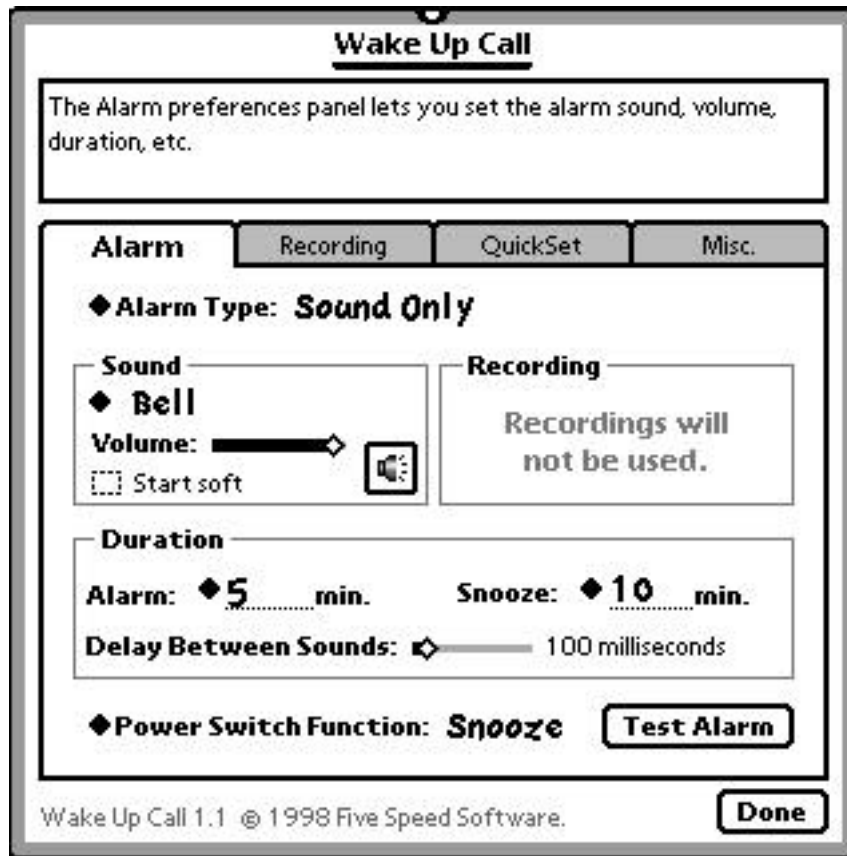 Wake Up Call
The Alarm preferences panel lets you set the alarm sound, volume,
duration, etc.
Alarm Recording QuickSet Misc.
◆Alarm Type: Sound Only
Sound Recording
◆ Bell
Volume:
Recordings will
not be used.
Start soft
Duration
Alarm: ◆5 min. Snooze: ◆10 min.
Delay Between Sounds: 100 milliseconds
◆Power Switch Function: Snooze Test Alarm
Wake Up Call 1.1 © 1998 Five Speed Software. Done